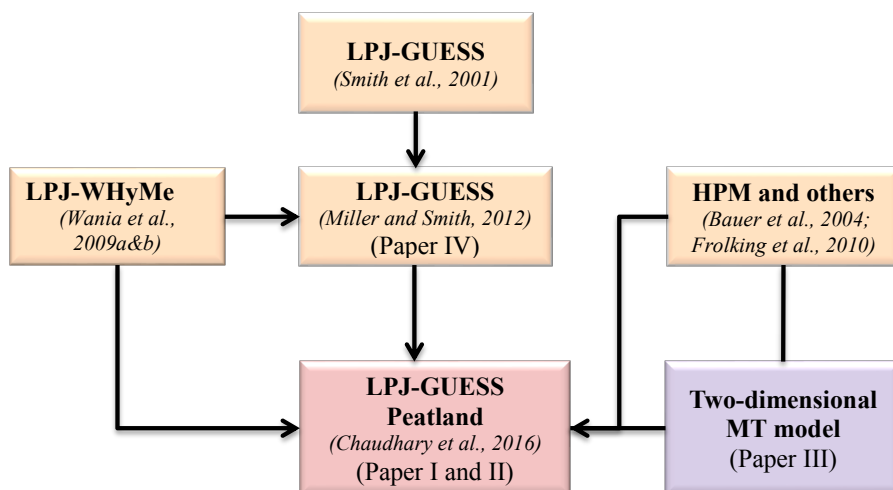 LPJ-GUESS
(Smith et al., 2001)
LPJ-WHyMe
(Wania et al.,
2009a&b)
LPJ-GUESS
(Miller and Smith, 2012)
(Paper IV)
HPM and others
(Bauer et al., 2004;
Frolking et al., 2010)
LPJ-GUESS
Peatland
(Chaudhary et al., 2016)
(Paper I and II)
Two-dimensional
MT model
(Paper III)